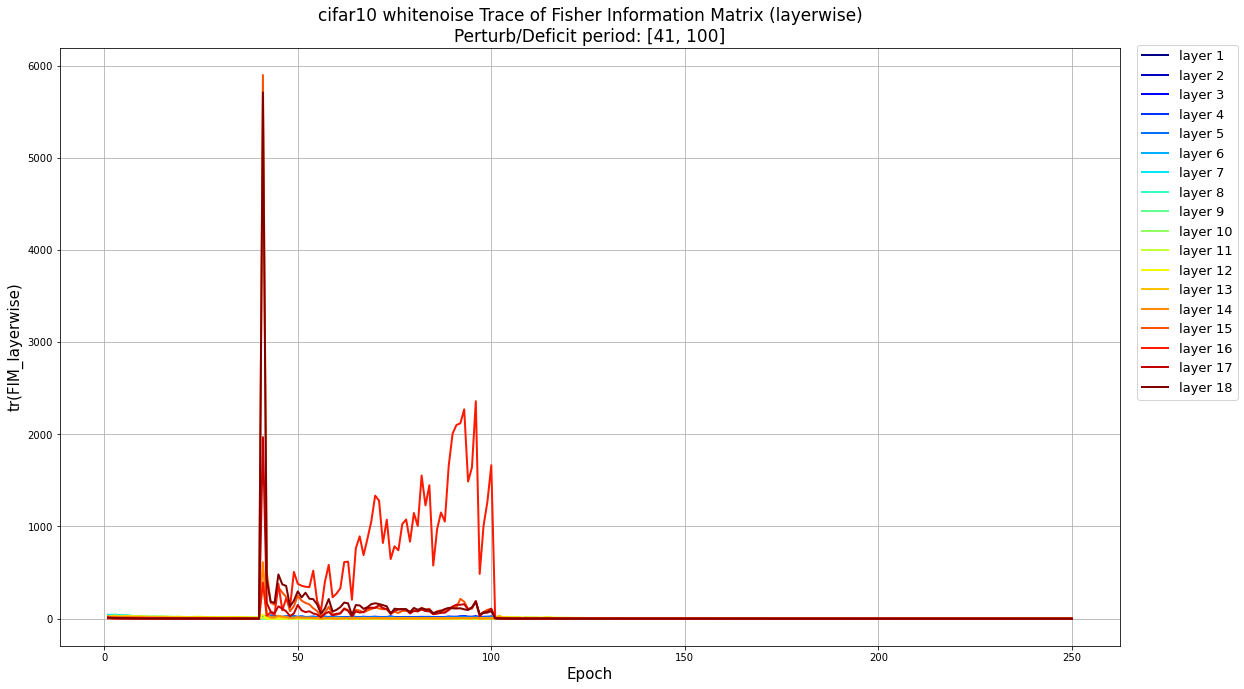 cifar10 whitenoise Trace of Fisher Information Matrix (layerwise)
Perturb/Deficit period: [41, 100]
tr(FIM_layerwise)
6000
5000
4000
3000
2000
1000
0
0
50
100
150
200
250
Epoch
layer 1
layer 2
layer 3
layer 4
layer 5
layer 6
layer 7
layer 8
layer 9
layer 10
layer 11
layer 12
layer 13
layer 14
layer 15
layer 16
layer 17
layer 18